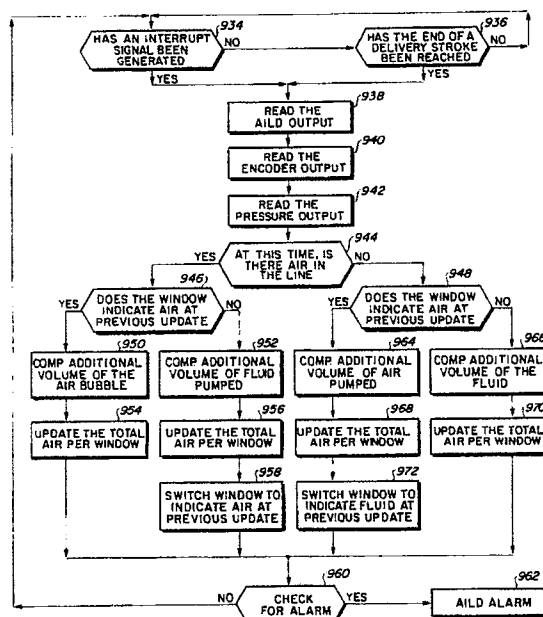 934
HAS AN INTERRUPT
SIGNAL BEEN
GENERATED
NO
YES
936
HAS THE END OF A
DELIVERY STROKE
BEEN REACHED
NO
YES
938
READ THE
AILD OUTPUT
940
READ THE
ENCODER OUTPUT
942
READ THE
PRESSURE OUTPUT
944
AT THIS TIME, IS
THERE AIR IN
THE LINE
YES
NO
946
DOES THE WINDOW
INDICATE AIR AT
PREVIOUS UPDATE
YES
NO
948
DOES THE WINDOW
INDICATE AIR AT
PREVIOUS UPDATE
YES
NO
950
COMP ADDITIONAL
VOLUME OF THE
AIR BUBBLE
952
COMP ADDITIONAL
VOLUME OF FLUID
PUMPED
964
COMP ADDITIONAL
VOLUME OF AIR
PUMPED
966
COMP ADDITIONAL
VOLUME OF THE
FLUID
954
UPDATE THE TOTAL
AIR PER WINDOW
956
UPDATE THE TOTAL
AIR PER WINDOW
968
UPDATE THE TOTAL
AIR PER WINDOW
970
UPDATE THE TOTAL
AIR PER WINDOW
958
SWITCH WINDOW TO
INDICATE AIR AT
PREVIOUS UPDATE
972
SWITCH WINDOW TO
INDICATE FLUID AT
PREVIOUS UPDATE
960
CHECK
FOR ALARM
NO
YES
962
AILD ALARM